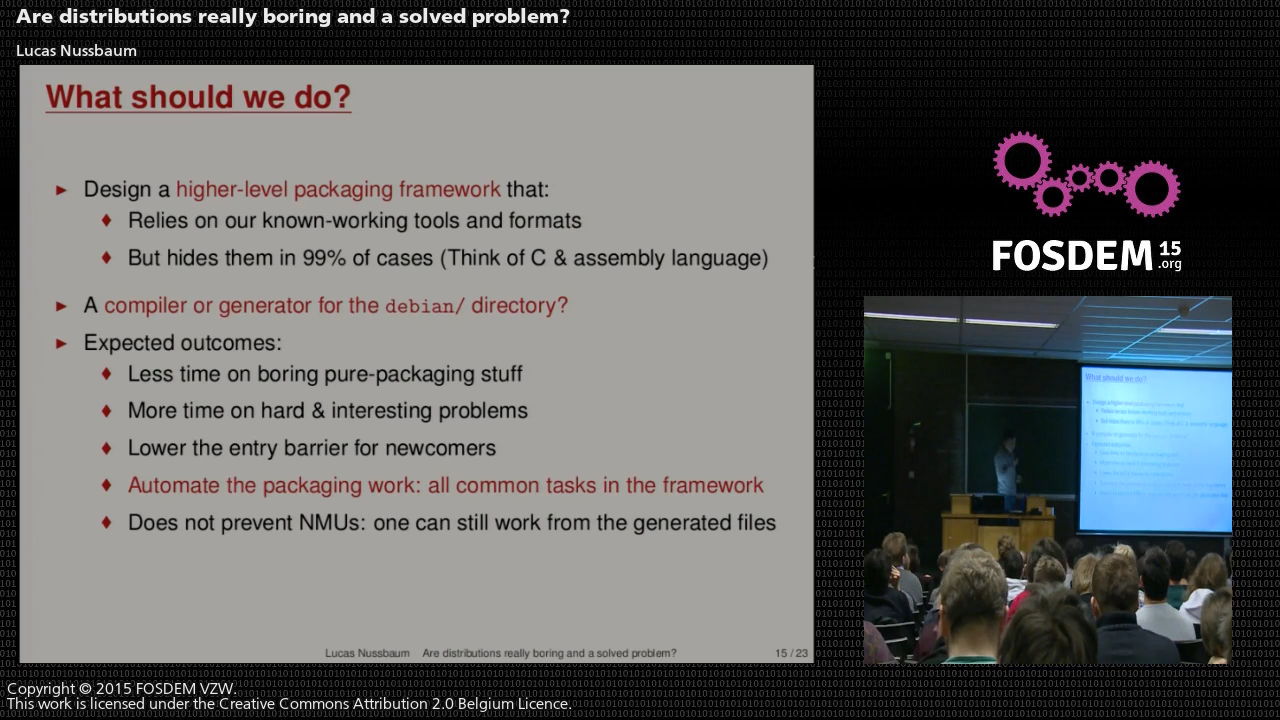 Are distributions really boring and a solved problem?
Lucas Nussbaum
What should we do?
Design a higher-level packaging framework that:
Relies on our known-working tools and formats
But hides them in 99% of cases (Think of C & assembly language)
A compiler or generator for the debian/ directory?
Expected outcomes:
Less time on boring pure-packaging stuff
More time on hard & interesting problems
Lower the entry barrier for newcomers
Automate the packaging work: all common tasks in the framework
Does not prevent NMUs: one can still work from the generated files
Lucas Nussbaum Are distributions really boring and a solved problem? 15 / 23
FOSDEM 15
.org
What should we do?
Copyright © 2015 FOSDEM VZW.
This work is licensed under the Creative Commons Attribution 2.0 Belgium Licence.